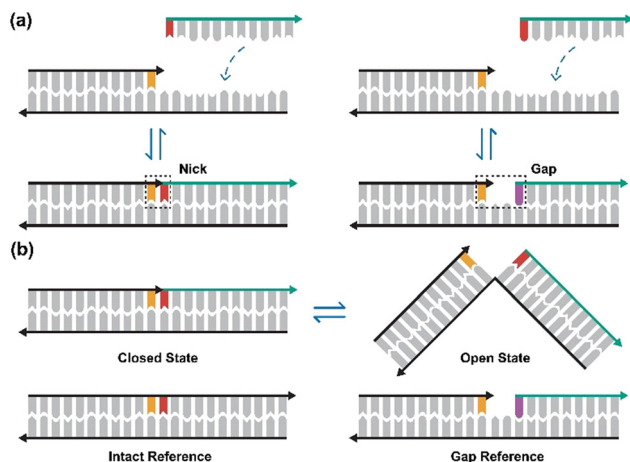 (a)
Nick
Gap
(b)
Closed State
Open State
Intact Reference
Gap Reference